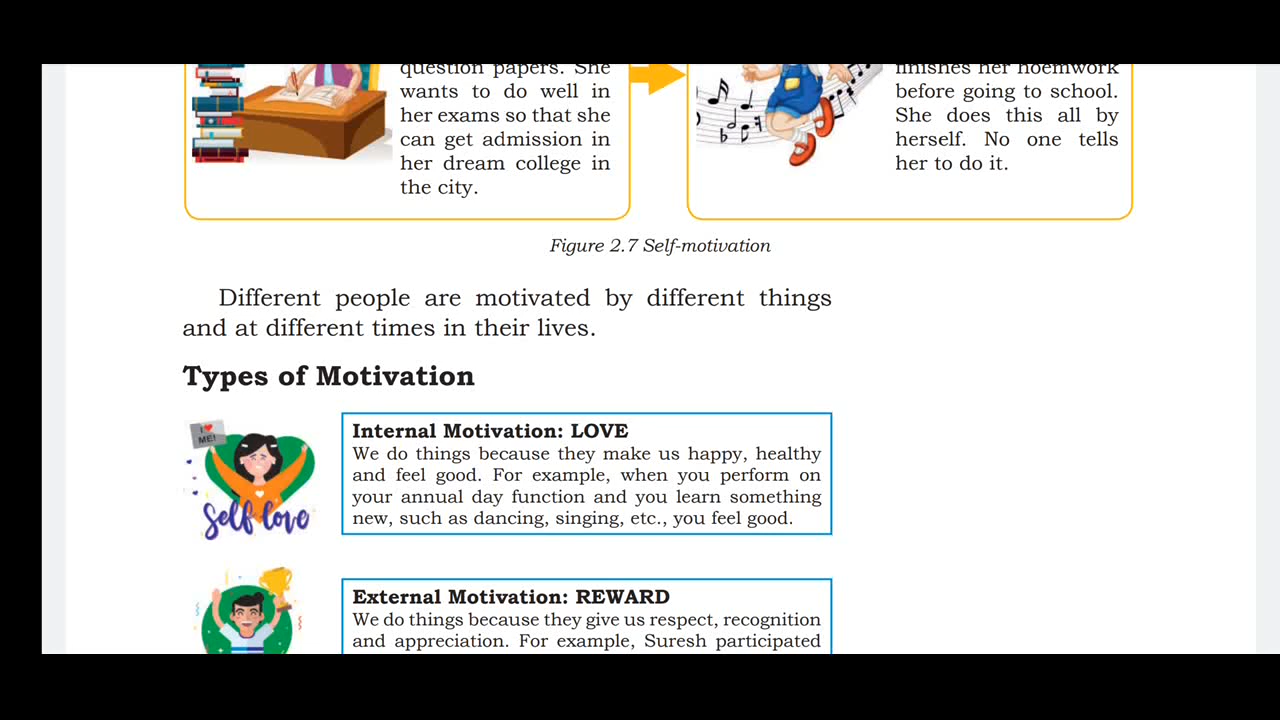 question papers. She
wants to do well in
her exams so that she
can get admission in
her dream college in
the city.
finishes her hoemwork
before going to school.
She does this all by
herself. No one tells
her to do it.
Figure 2.7 Self-motivation
Different people are motivated by different things
and at different times in their lives.
Types of Motivation
I ♥
ME!
Self love
Internal Motivation: LOVE
We do things because they make us happy, healthy
and feel good. For example, when you perform on
your annual day function and you learn something
new, such as dancing, singing, etc., you feel good.
External Motivation: REWARD
We do things because they give us respect, recognition
and appreciation. For example, Suresh participated